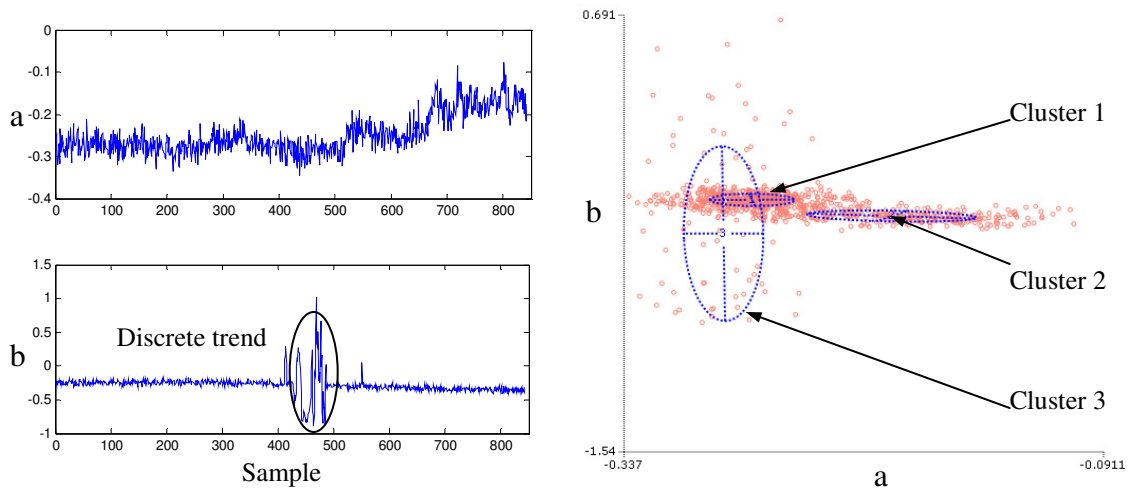 0
-0.1
a -0.2
-0.3
-0.4
0 100 200 300 400 500 600 700 800
1.5
1
0.5
Discrete trend
b 0
-0.5
-1
0 100 200 300 400 500 600 700 800
Sample
0.691
Cluster 1
b
3
Cluster 2
Cluster 3
-1.54
-0.337 -0.0911
a